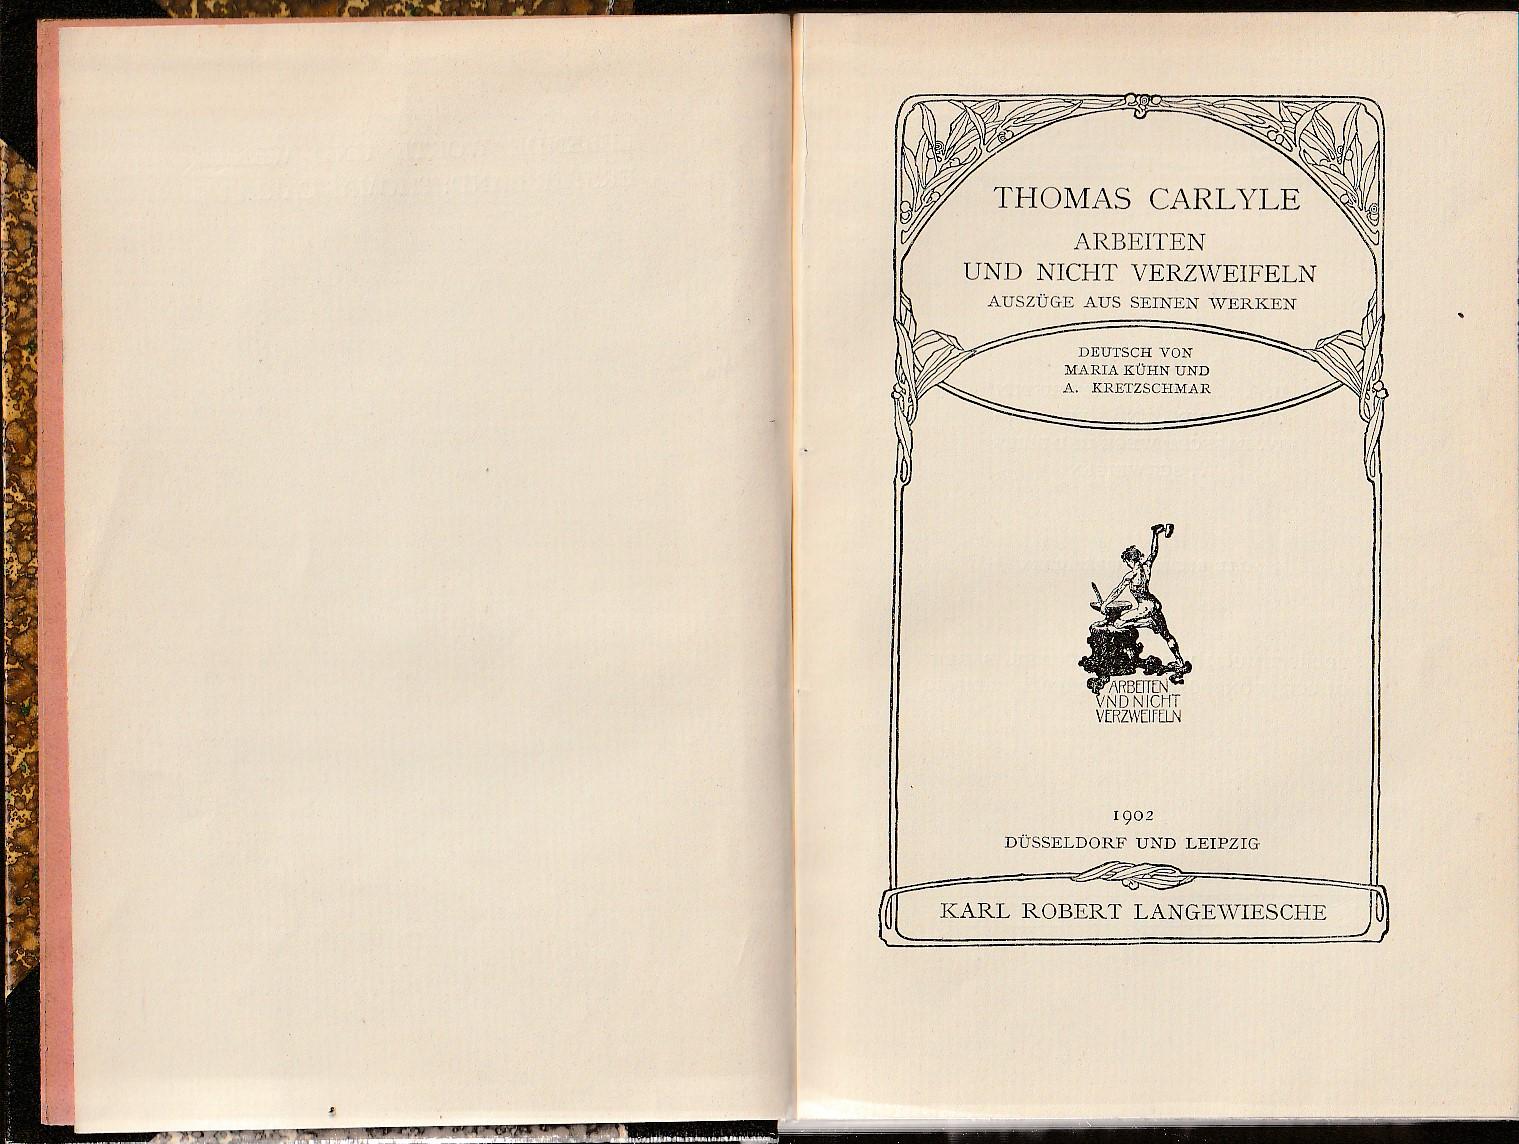 THOMAS CARLYLE
ARBEITEN
UND NICHT VERZWEIFELN
AUSZÜGE AUS SEINEN WERKEN
DEUTSCH VON
MARIA KÜHN UND
A. KRETZSCHMAR
ARBEITEN
VND NICHT
VERZWEIFELN
1902
DÜSSELDORF UND LEIPZIG
KARL ROBERT LANGEWIESCHE